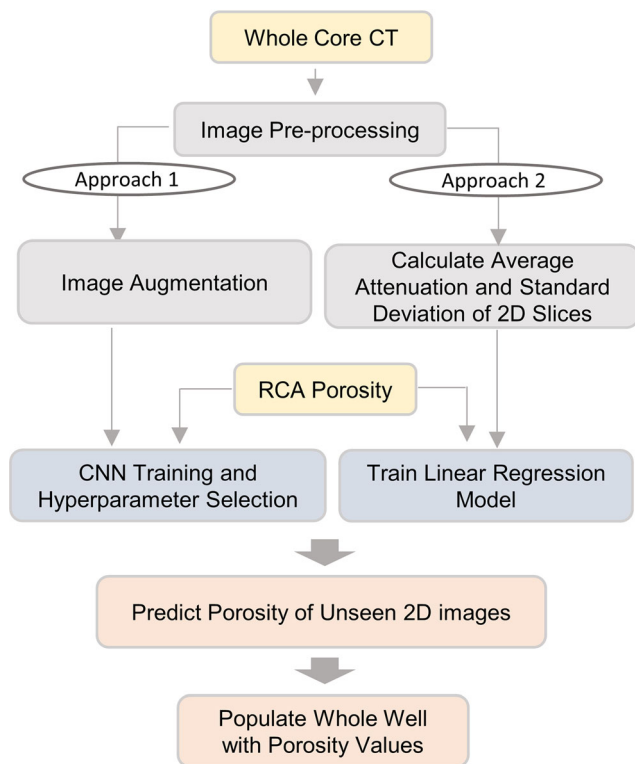 Whole Core CT
Image Pre-processing
Approach 1
Approach 2
Image Augmentation
Calculate Average
Attenuation and Standard
Deviation of 2D Slices
RCA Porosity
CNN Training and
Hyperparameter Selection
Train Linear Regression
Model
Predict Porosity of Unseen 2D images
Populate Whole Well
with Porosity Values